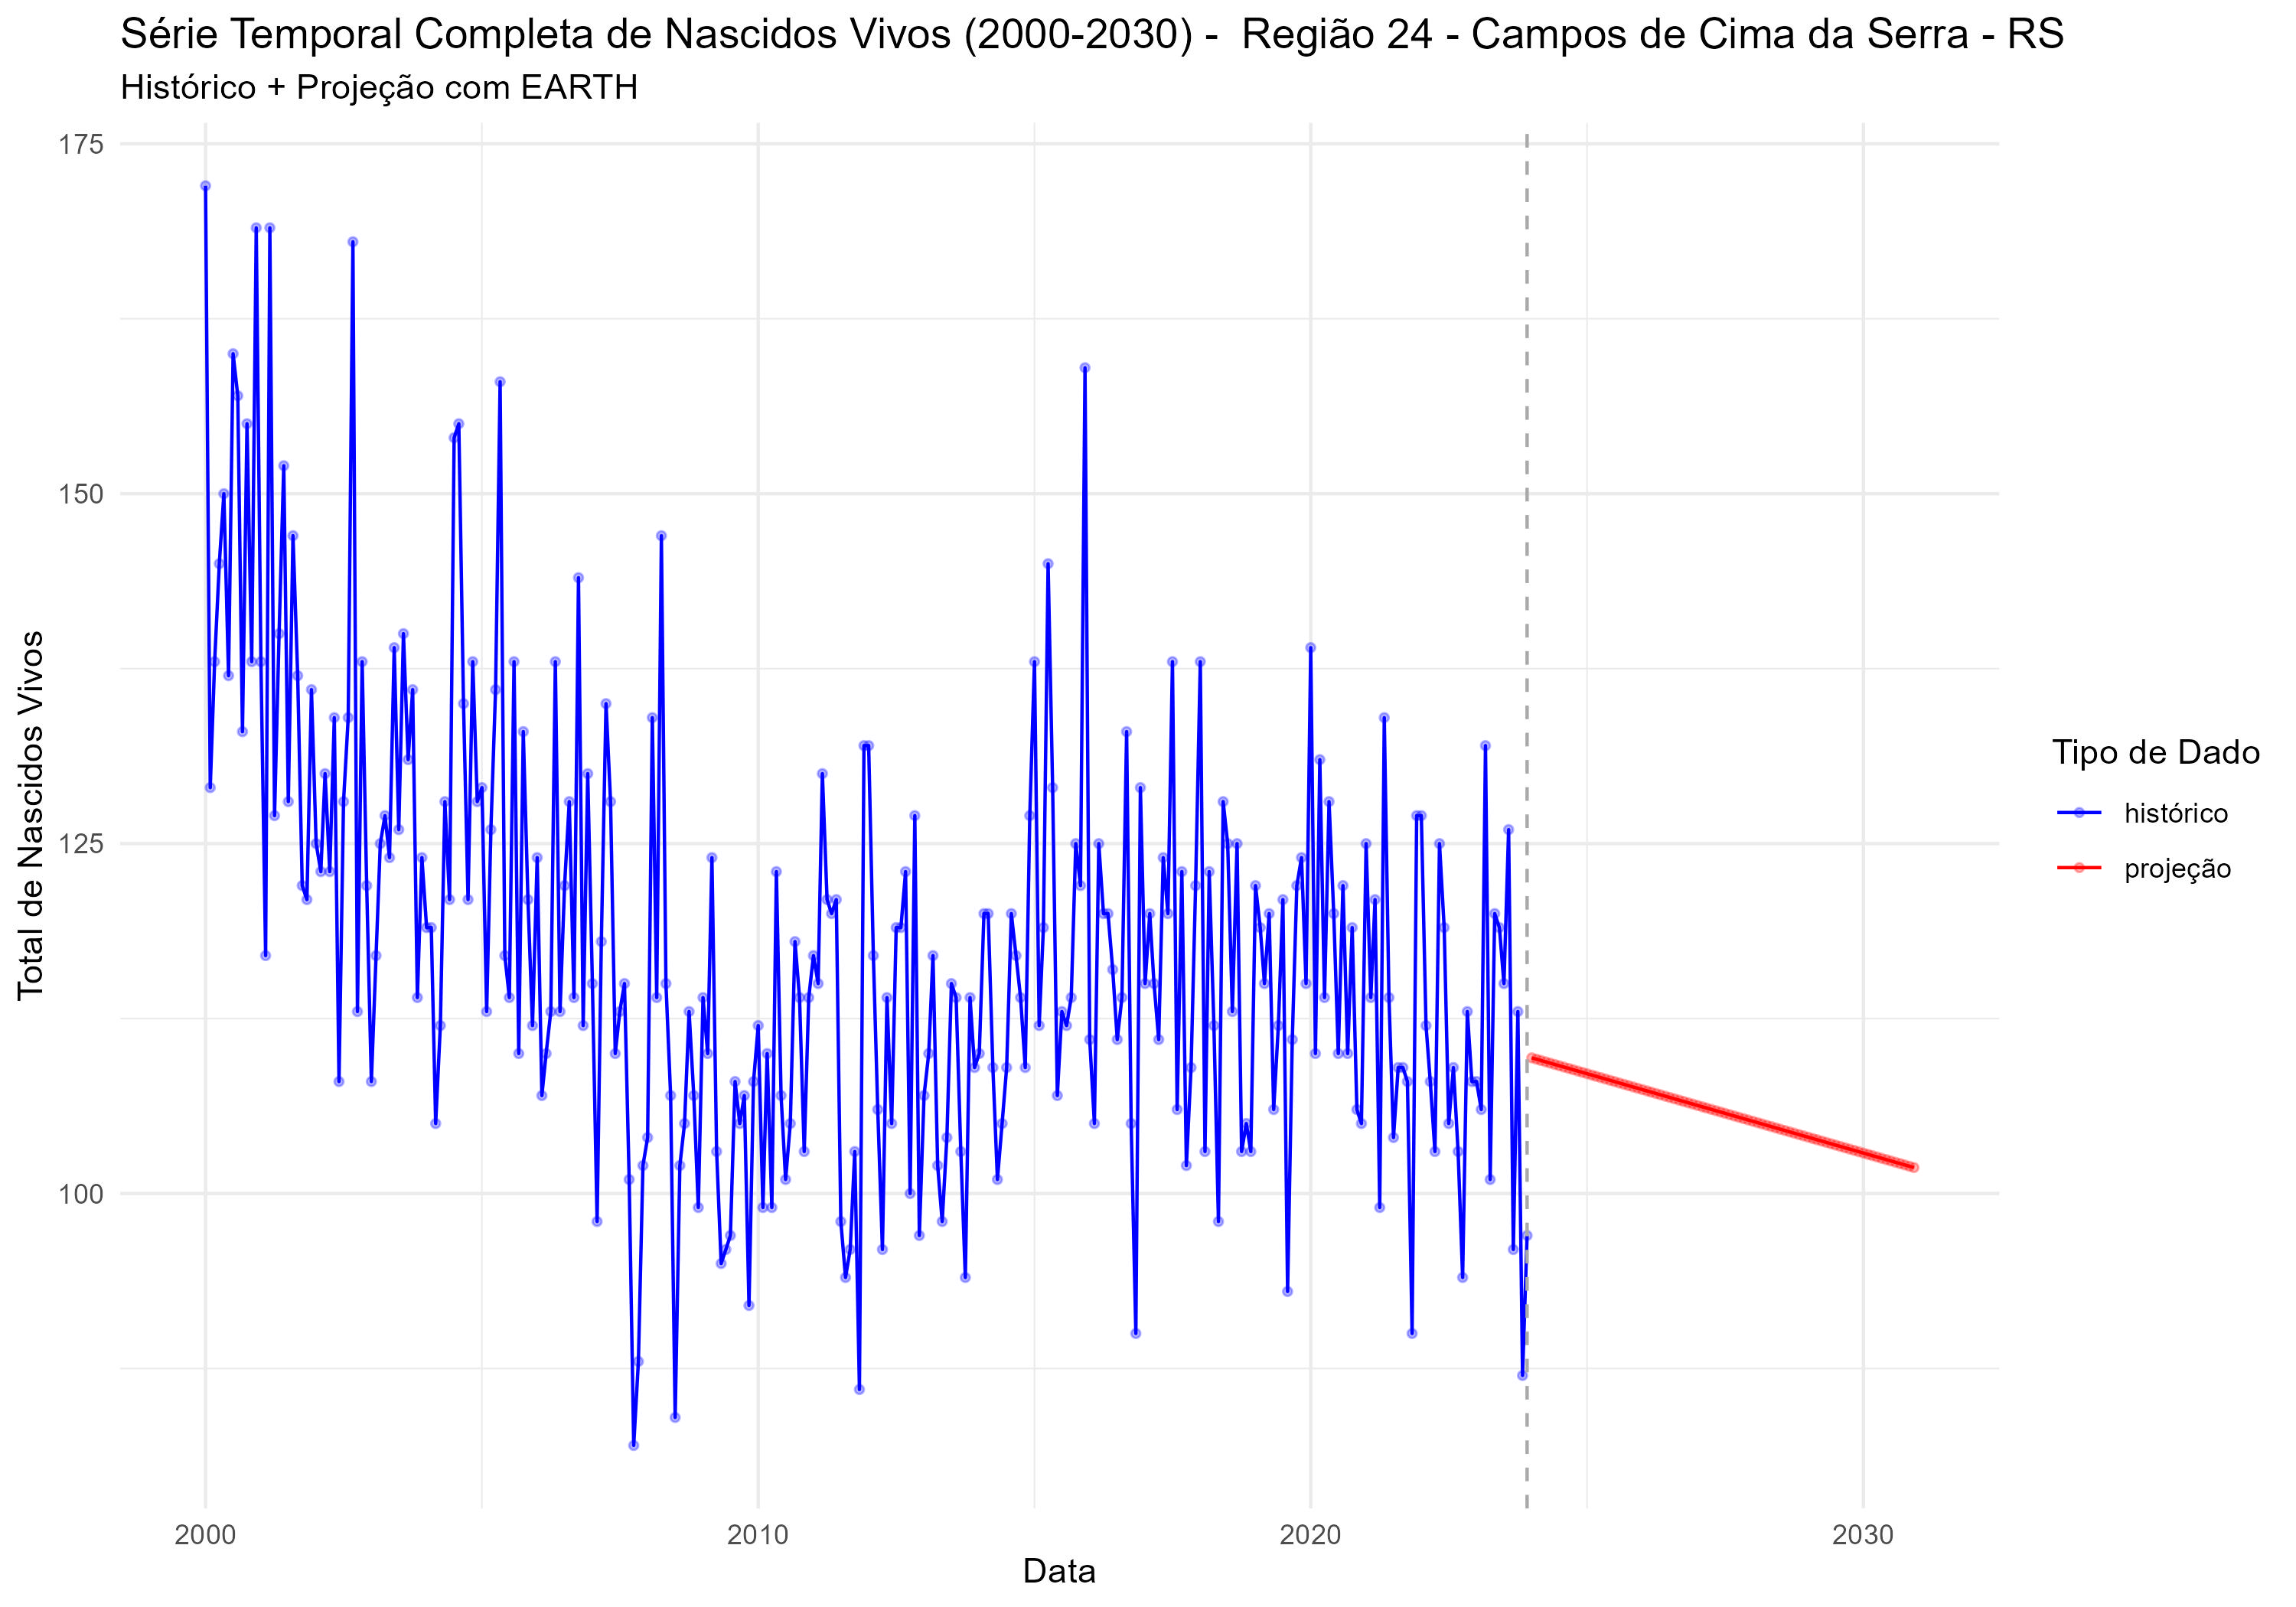 Série Temporal Completa de Nascidos Vivos (2000-2030) -  Região 24 - Campos de Cima da Serra - RS
Histórico + Projeção com EARTH
Total de Nascidos Vivos
175
150
125
100
2000
2010
2020
2030
Data
Tipo de Dado
histórico
projeção